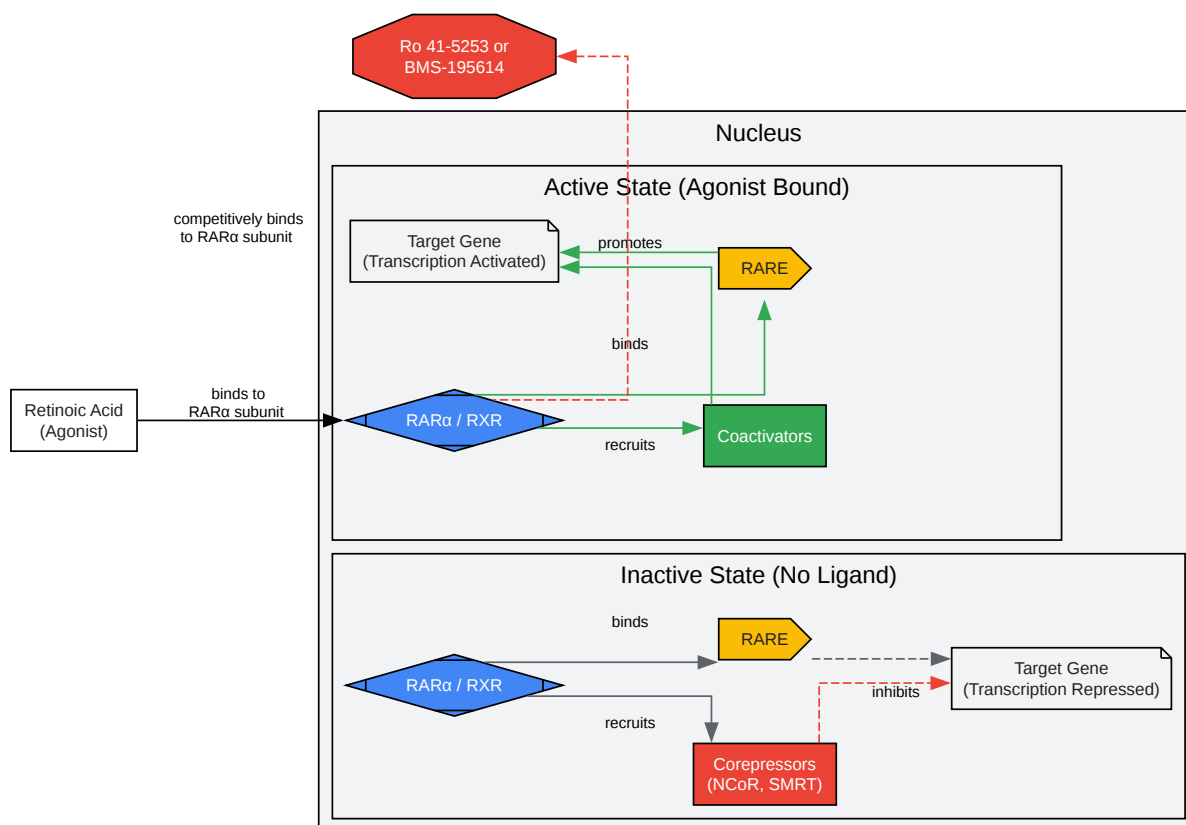 Ro 41-5253 or
BMS-195614
Nucleus
Active State (Agonist Bound)
competitively binds
to RARα subunit
Target Gene
(Transcription Activated)
promotes
RARE
binds
Retinoic Acid
(Agonist)
binds to
RARα subunit
RARα / RXR
recruits
Coactivators
Inactive State (No Ligand)
binds
RARE
RARα / RXR
Target Gene
(Transcription Repressed)
inhibits
recruits
Corepressors
(NCoR, SMRT)